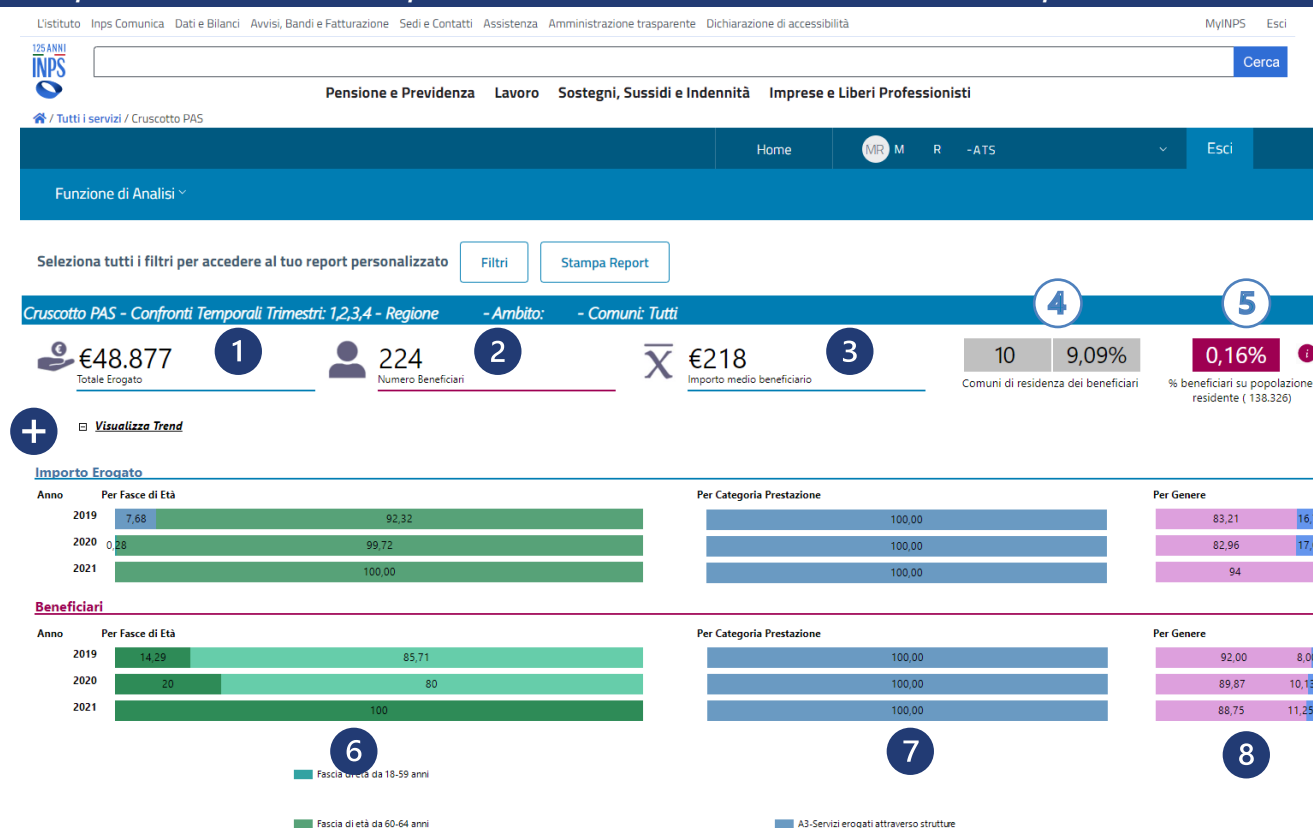 L'istituto Inps Comunica Dati e Bilanci Avvisi, Bandi e Fatturazione Sedi e Contatti Assistenza Amministrazione trasparente Dichiarazione di accessibilità MyINPS Esci
125 ANNI
INPS
Cerca
Pensione e Previdenza Lavoro Sostegni, Sussidi e Indennità Imprese e Liberi Professionisti
/ Tutti i servizi / Cruscotto PAS
Home MR M R -ATS Esci
Funzione di Analisi
Seleziona tutti i filtri per accedere al tuo report personalizzato Filtri Stampa Report
Cruscotto PAS - Confronti Temporali Trimestri: 1,2,3,4 - Regione - Ambito: - Comuni: Tutti
4 5
€48.877 1 224 2 €218 3 10 9,09% 0,16% i
Totale Erogato Numero Beneficiari Importo medio beneficiario Comuni di residenza dei beneficiari % beneficiari su popolazione
residente ( 138.326)
+ Visualizza Trend
Importo Erogato
Anno Per Fasce di Età Per Categoria Prestazione Per Genere
2019 7,68 92,32 100,00 83,21 16,
2020 0,28 99,72 100,00 82,96 17,
2021 100,00 100,00 94
Beneficiari
Anno Per Fasce di Età Per Categoria Prestazione Per Genere
2019 14,29 85,71 100,00 92,00 8,0
2020 20 80 100,00 89,87 10,13
2021 100 100,00 88,75 11,25
6 7 8
Fascia di età da 18-59 anni
Fascia di età da 60-64 anni A3-Servizi erogati attraverso strutture